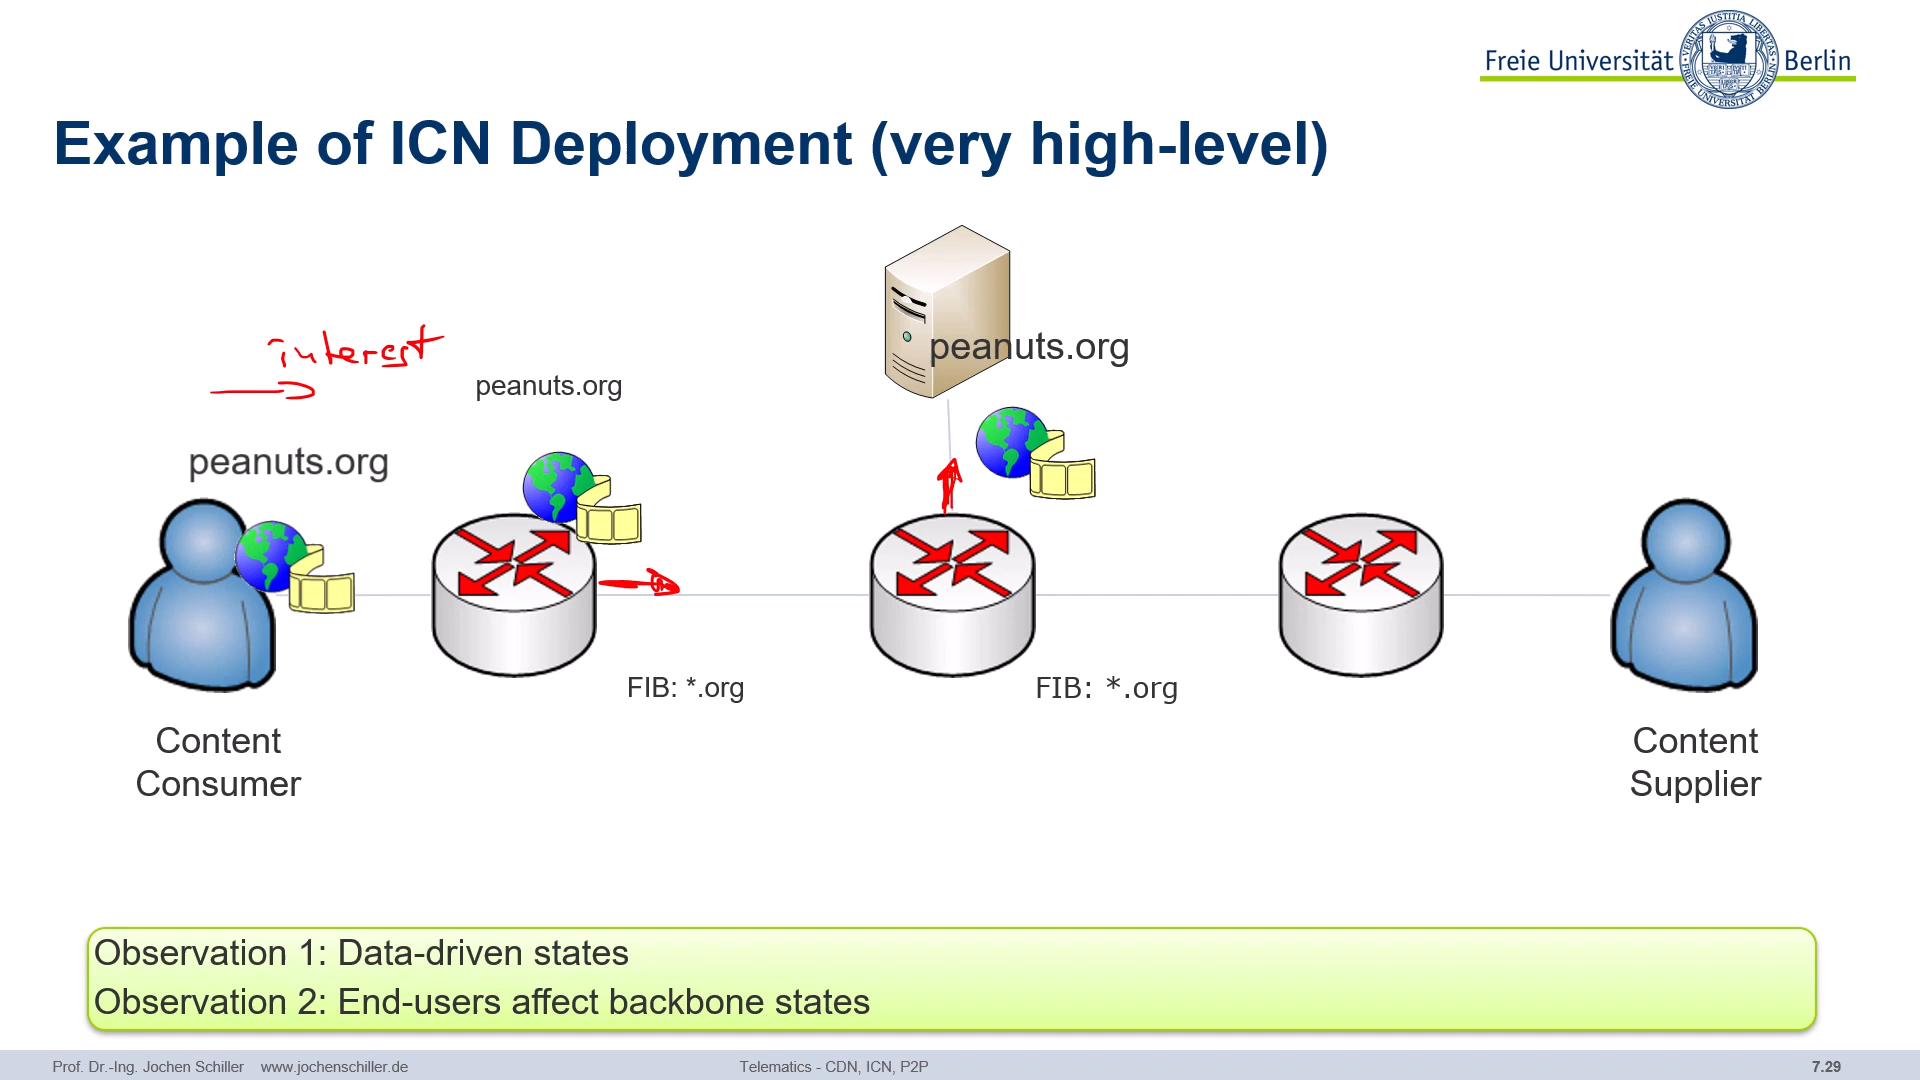 Freie Universität Berlin
Example of ICN Deployment (very high-level)
interest
peanuts.org
peanuts.org
peanuts.org
FIB: *.org
FIB: *.org
Content
Consumer
Content
Supplier
Observation 1: Data-driven states
Observation 2: End-users affect backbone states
Prof. Dr.-Ing. Jochen Schiller www.jochenschiller.de
Telematics - CDN, ICN, P2P
7.29